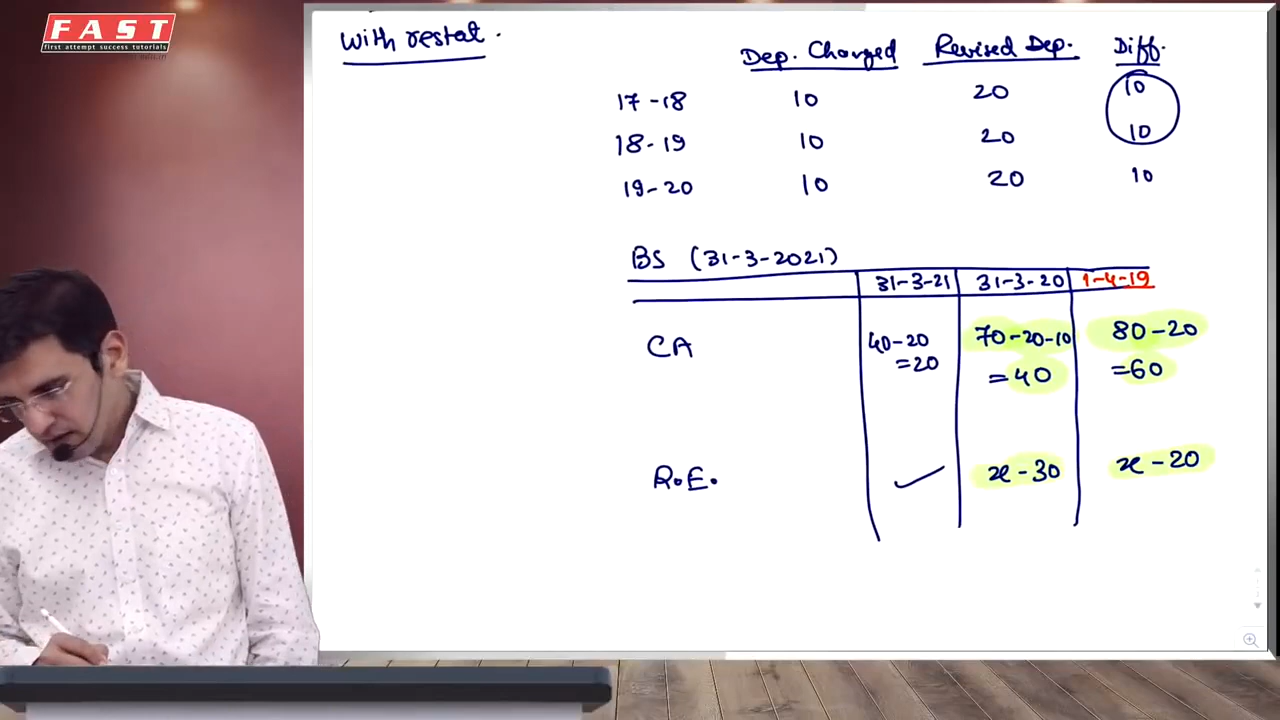 FAST
first attempt success tutorials
With restat.
Dep. Charged Revised Dep. Diff.
17-18 10 20 10
18-19 10 20 10
19-20 10 20 10
BS (31-3-2021)
31-3-21 31-3-20 1-4-19
CA 40-20 70-20-10 80-20
=20 =40 =60
R.E. x-30 x-20